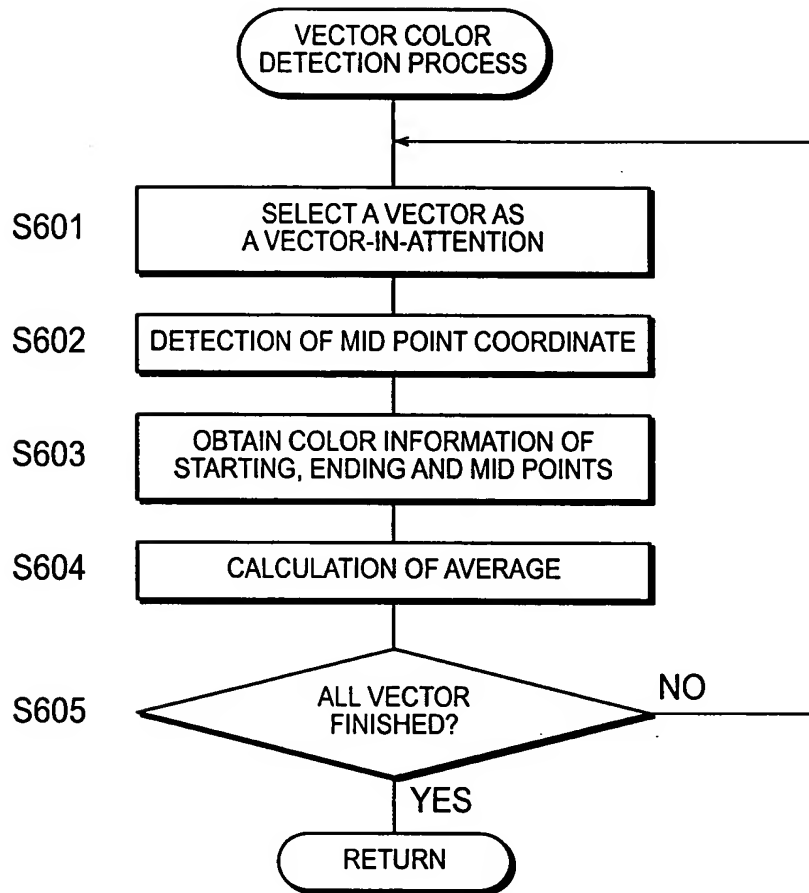 VECTOR COLOR
DETECTION PROCESS
S601
SELECT A VECTOR AS
A VECTOR-IN-ATTENTION
S602
DETECTION OF MID POINT COORDINATE
S603
OBTAIN COLOR INFORMATION OF
STARTING, ENDING AND MID POINTS
S604
CALCULATION OF AVERAGE
S605
ALL VECTOR
FINISHED?
NO
YES
RETURN